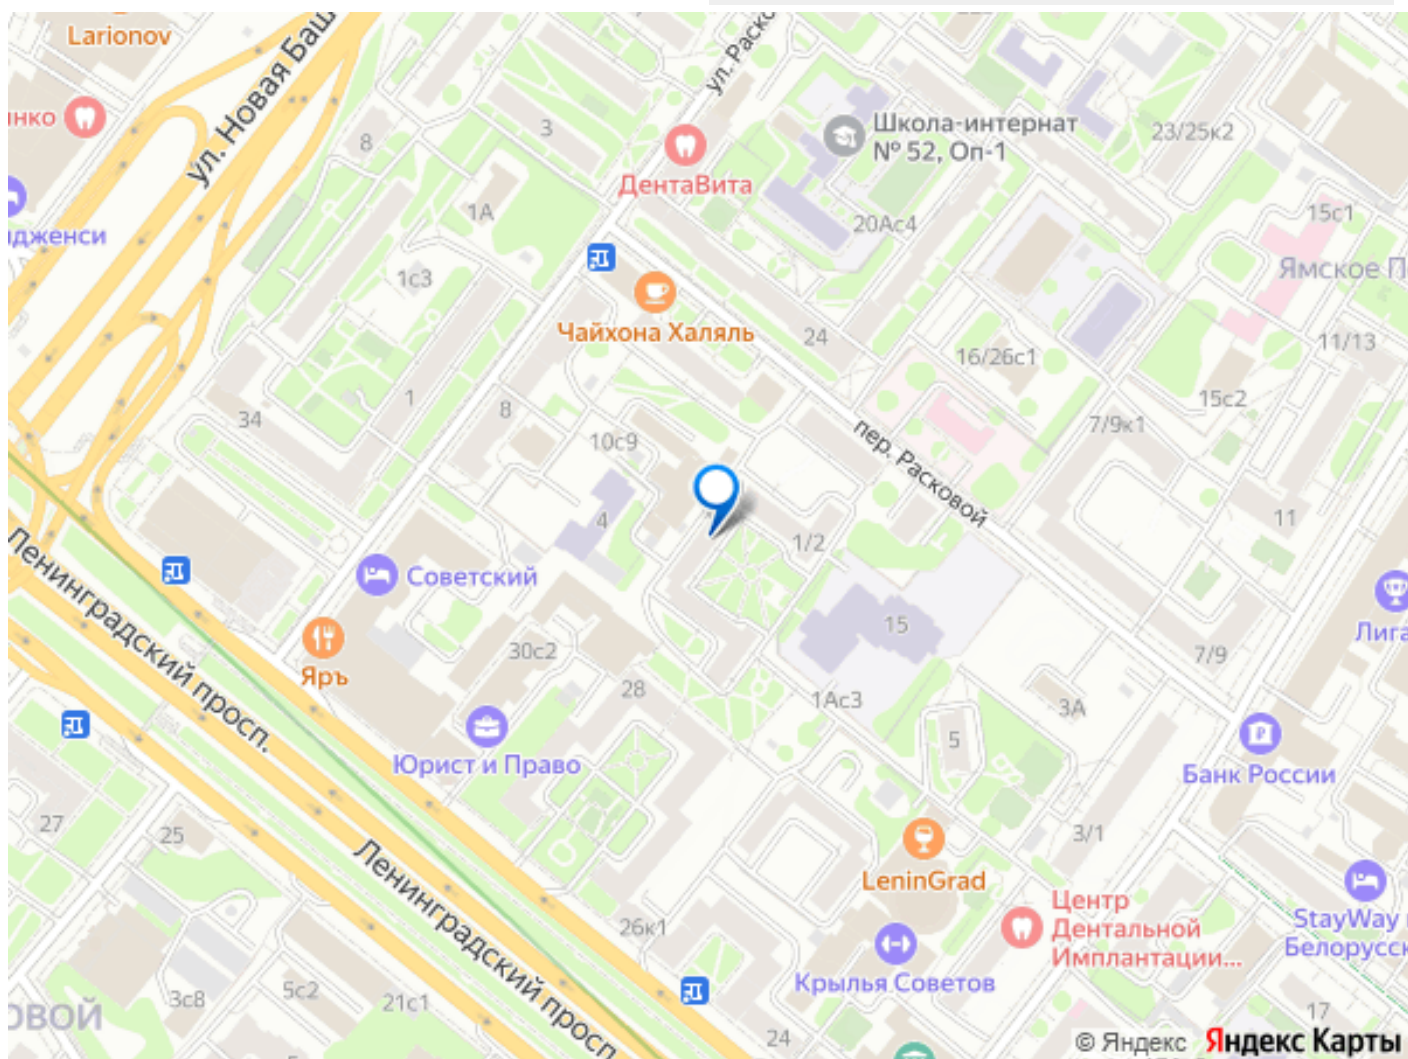 Larionov
ул. Новая Баш
ул. Раско
нко
3
8
Школа-интернат
№ 52, Оп-1
23/25к2
ДентаВита
1А
20Ас4
15с1
дженси
1с3
Ямское П
Чайхона Халяль
24
16/26с1
11/13
1
8
34
10с9
15с2
7/9к1
пер. Расковой
4
1/2
11
Советский
Ленинградский просп.
15
Лига
Яръ
30с2
28
7/9
1Ас3
3А
5
Юрист и Право
Банк России
27
25
3/1
Ленинградский просп.
LeninGrad
26к1
Центр
Дентальной
Имплантации...
StayWay
Белорусск
Крылья Советов
3с8
5с2
21с1
ОВОЙ
24
17
© Яндекс Яндекс Карты